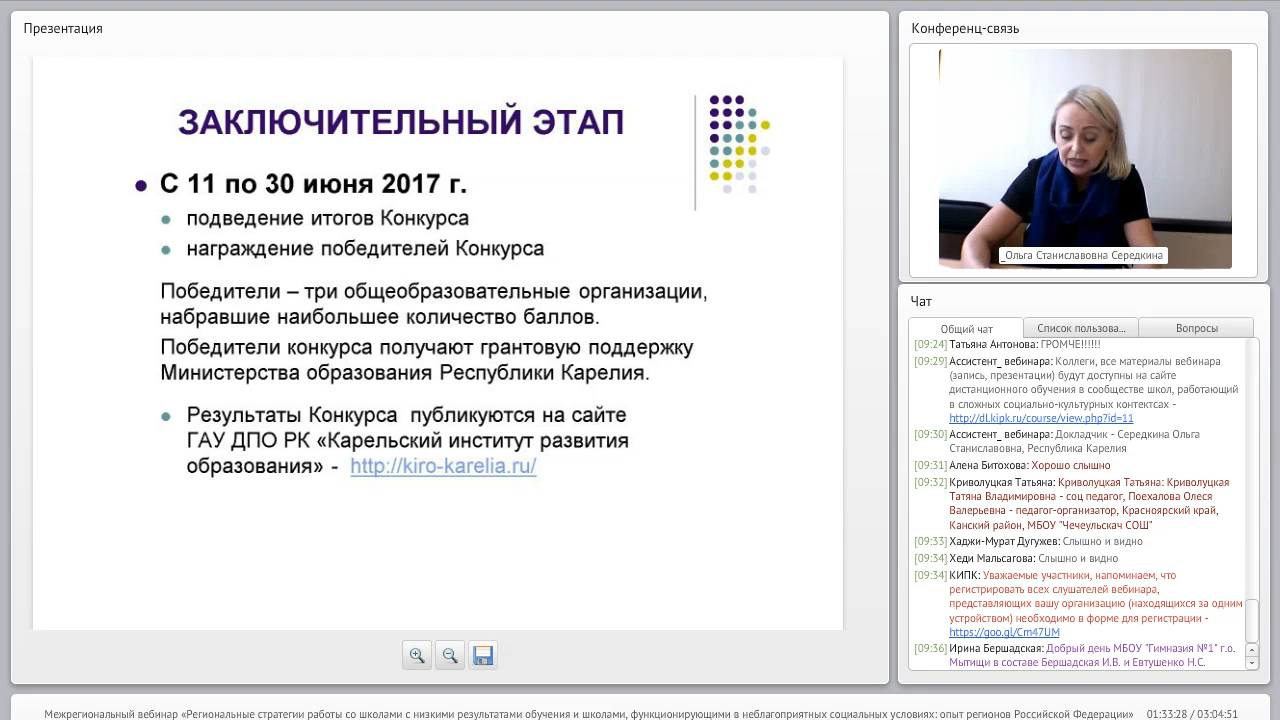 Презентация
ЗАКЛЮЧИТЕЛЬНЫЙ ЭТАП
С 11 по 30 июня 2017 г.
подведение итогов Конкурса
награждение победителей Конкурса
Победители – три общеобразовательные организации,
набравшие наибольшее количество баллов.
Победители конкурса получают грантовую поддержку
Министерства образования Республики Карелия.
Результаты Конкурса публикуются на сайте
ГАУ ДПО РК «Карельский институт развития
образования» - http://kiro-karelia.ru/
Конференц-связь
_Ольга Станиславовна Середкина
Чат
Общий чат
Список пользова...
Вопросы
[09:24] Татьяна Антонова: ГРОМЧЕ!!!!!!
[09:29] Ассистент_ вебинара: Коллеги, все материалы вебинара
(запись, презентации) будут доступны на сайте
дистанционного обучения в сообществе школ, работающий
в сложных социально-культурных контектсах -
http://dl.kipk.ru/course/view.php?id=11
[09:30] Ассистент_ вебинара: Докладчик - Середкина Ольга
Станиславовна, Республика Карелия
[09:31] Алена Битохова: Хорошо слышно
[09:32] Криволуцкая Татьяна: Криволуцкая Татьяна: Криволуцкая
Татяна Владимировна - соц педагог, Поехалова Олеся
Валерьевна - педагог-организатор, Красноярский край,
Канский район, МБОУ "Чечеульскач СОШ"
[09:33] Хаджи-Мурат Дугужев: Слышно и видно
[09:34] Хеди Мальсагова: Слышно и видно
[09:34] КИПК: Уважаемые участники, напоминаем, что
регистрировать всех слушателей вебинара,
представляющих вашу организацию (находящихся за одним
устройством) необходимо в форме для регистрации -
https://goo.gl/Cm47UM
[09:36] Ирина Бершадская: Добрый день МБОУ "Гимназия №1" г.о.
Мытищи в составе Бершадская И.В. и Евтушенко Н.С.
Межрегиональный вебинар «Региональные стратегии работы со школами с низкими результатами обучения и школами, функционирующими в неблагоприятных социальных условиях: опыт регионов Российской Федерации» 01:33:28 / 03:04:51